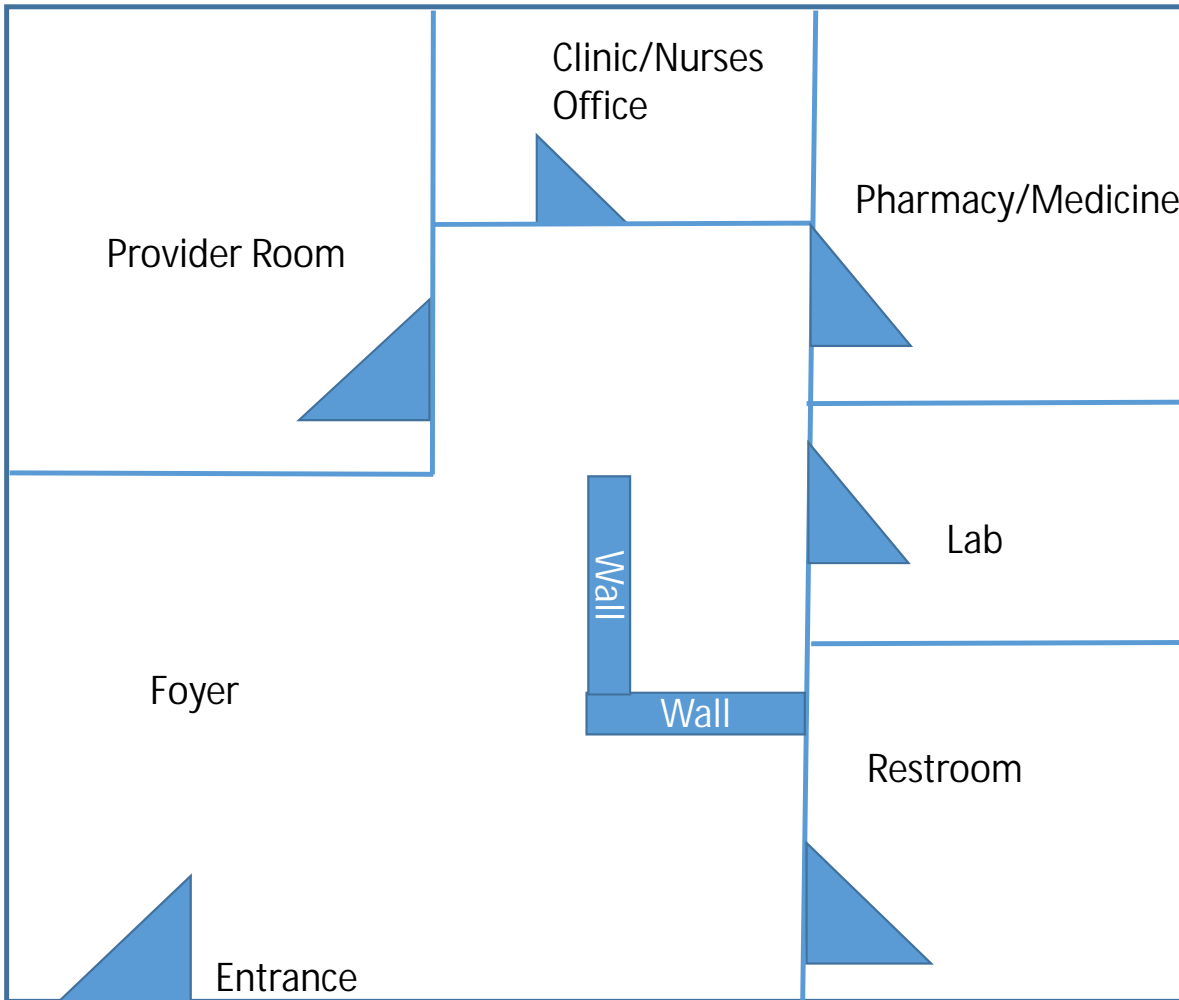 Clinic/Nurses
Office
Pharmacy/Medicine
Provider Room
Lab
Wall
Foyer
Wall
Restroom
Entrance